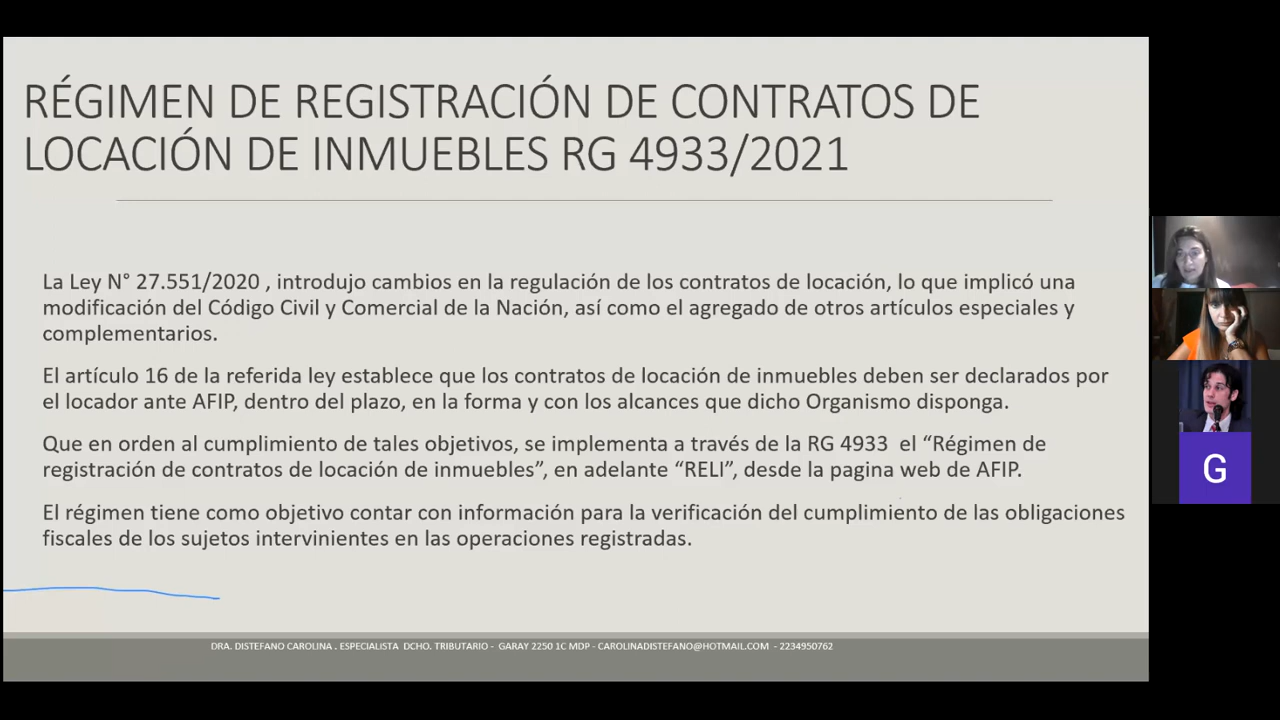 RÉGIMEN DE REGISTRACIÓN DE CONTRATOS DE
LOCACIÓN DE INMUEBLES RG 4933/2021
La Ley N° 27.551/2020 , introdujo cambios en la regulación de los contratos de locación, lo que implicó una
modificación del Código Civil y Comercial de la Nación, así como el agregado de otros artículos especiales y
complementarios.
El artículo 16 de la referida ley establece que los contratos de locación de inmuebles deben ser declarados por
el locador ante AFIP, dentro del plazo, en la forma y con los alcances que dicho Organismo disponga.
Que en orden al cumplimiento de tales objetivos, se implementa a través de la RG 4933 el “Régimen de
registración de contratos de locación de inmuebles”, en adelante “RELI”, desde la pagina web de AFIP.
El régimen tiene como objetivo contar con información para la verificación del cumplimiento de las obligaciones
fiscales de los sujetos intervinientes en las operaciones registradas.
DRA. DISTEFANO CAROLINA . ESPECIALISTA DCHO. TRIBUTARIO - GARAY 2250 1C MDP - CAROLINADISTEFANO@HOTMAIL.COM - 2234950762
G